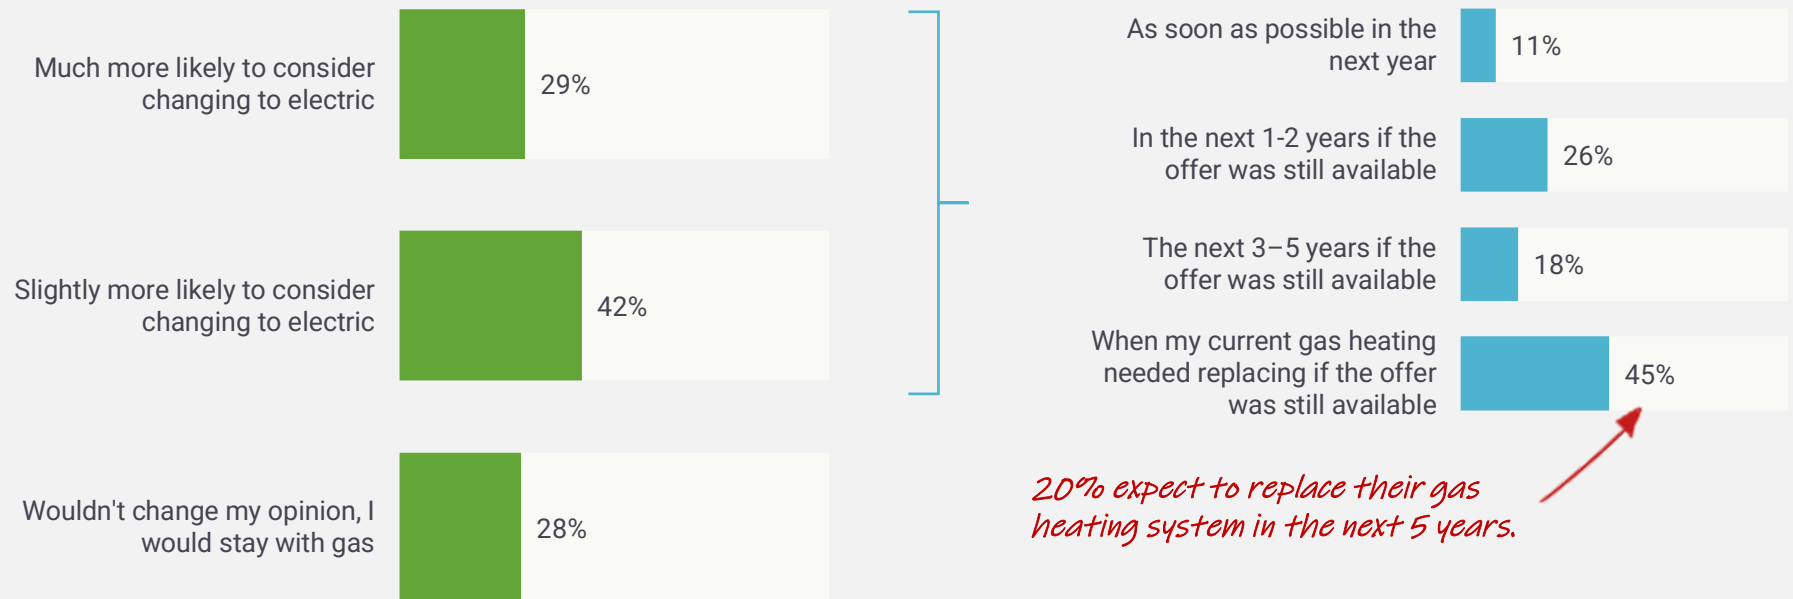 Much more likely to consider
changing to electric
29%
Slightly more likely to consider
changing to electric
42%
Wouldn't change my opinion, I
would stay with gas
28%
As soon as possible in the
next year
11%
In the next 1-2 years if the
offer was still available
26%
The next 3–5 years if the
offer was still available
18%
When my current gas heating
needed replacing if the offer
was still available
45%
20% expect to replace their gas
heating system in the next 5 years.